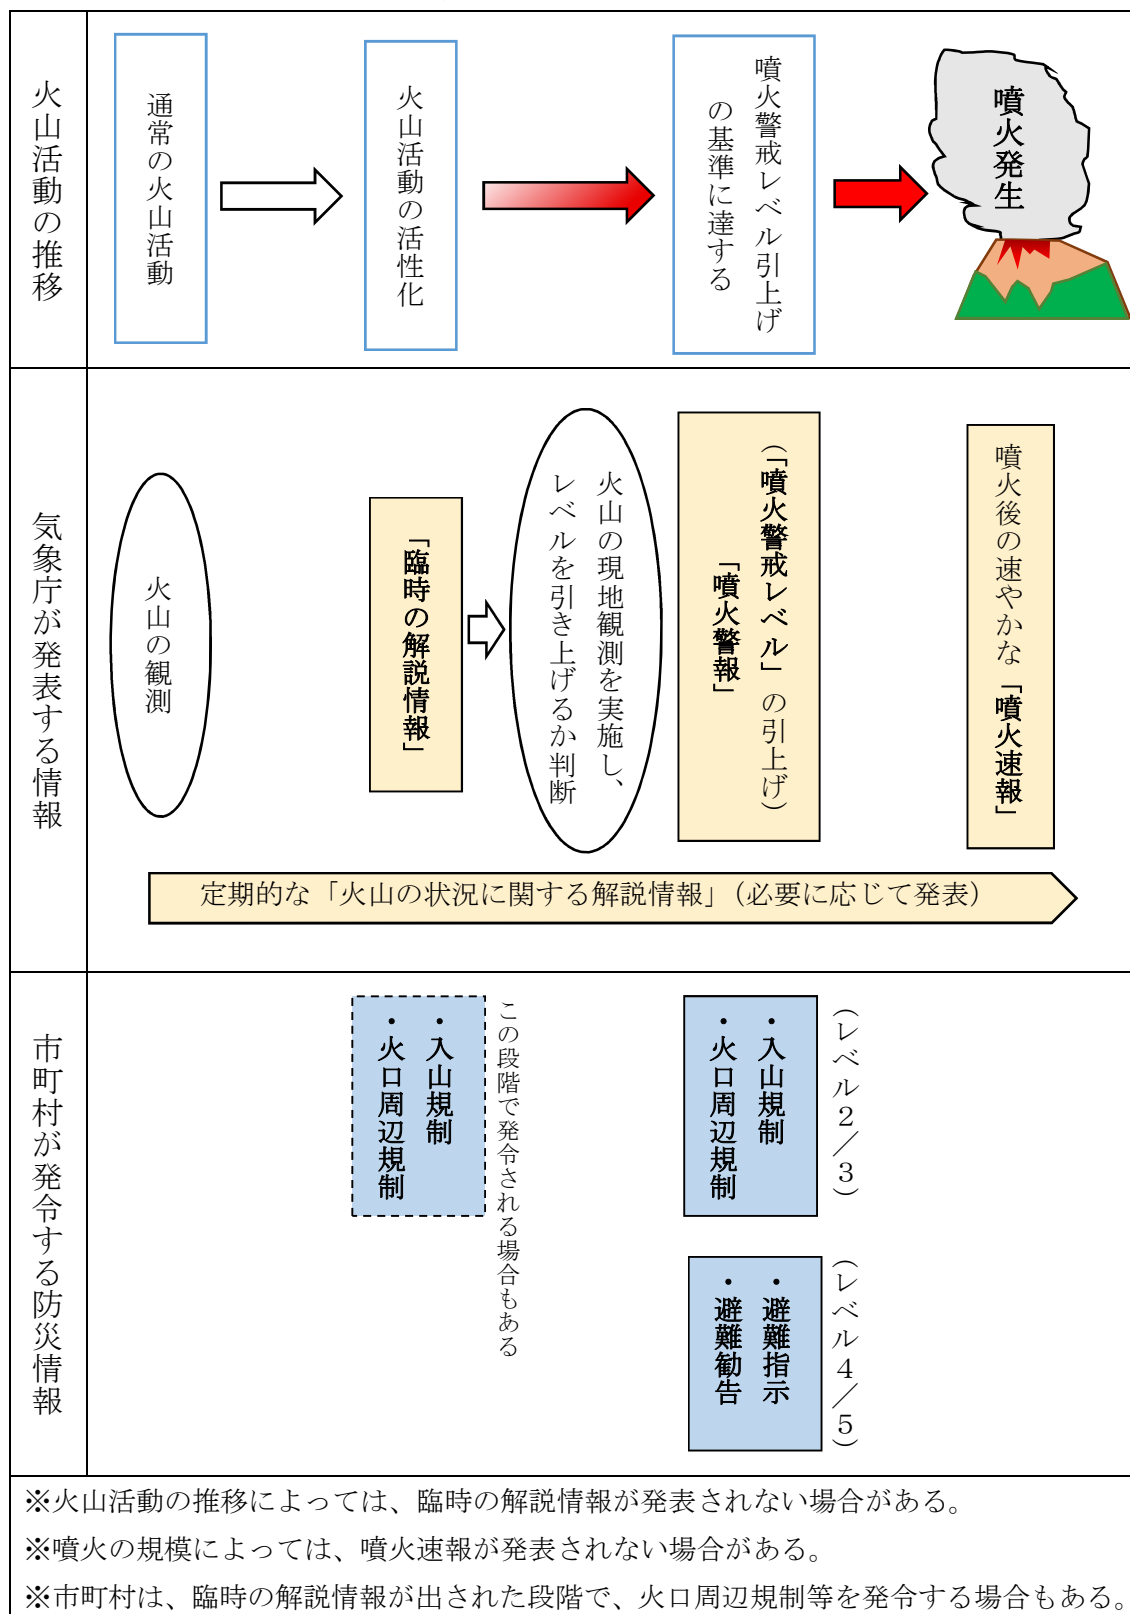 火山活動の推移
通常の火山活動
火山活動の活性化
噴火警戒レベル引上げ
の基準に達する
噴火発生
気象庁が発表する情報
火山の観測
「臨時の解説情報」
火山の現地観測を実施し、
レベルを引き上げるか判断
（「噴火警戒レベル」の引上げ）
「噴火警報」
噴火後の速やかな「噴火速報」
定期的な「火山の状況に関する解説情報」（必要に応じて発表）
市町村が発令する防災情報
・入山規制
・火口周辺規制
この段階で発令される場合もある
（レベル２／３）
・入山規制
・火口周辺規制
（レベル４／５）
・避難指示
・避難勧告
※火山活動の推移によっては、臨時の解説情報が発表されない場合がある。
※噴火の規模によっては、噴火速報が発表されない場合がある。
※市町村は、臨時の解説情報が出された段階で、火口周辺規制等を発令する場合もある。